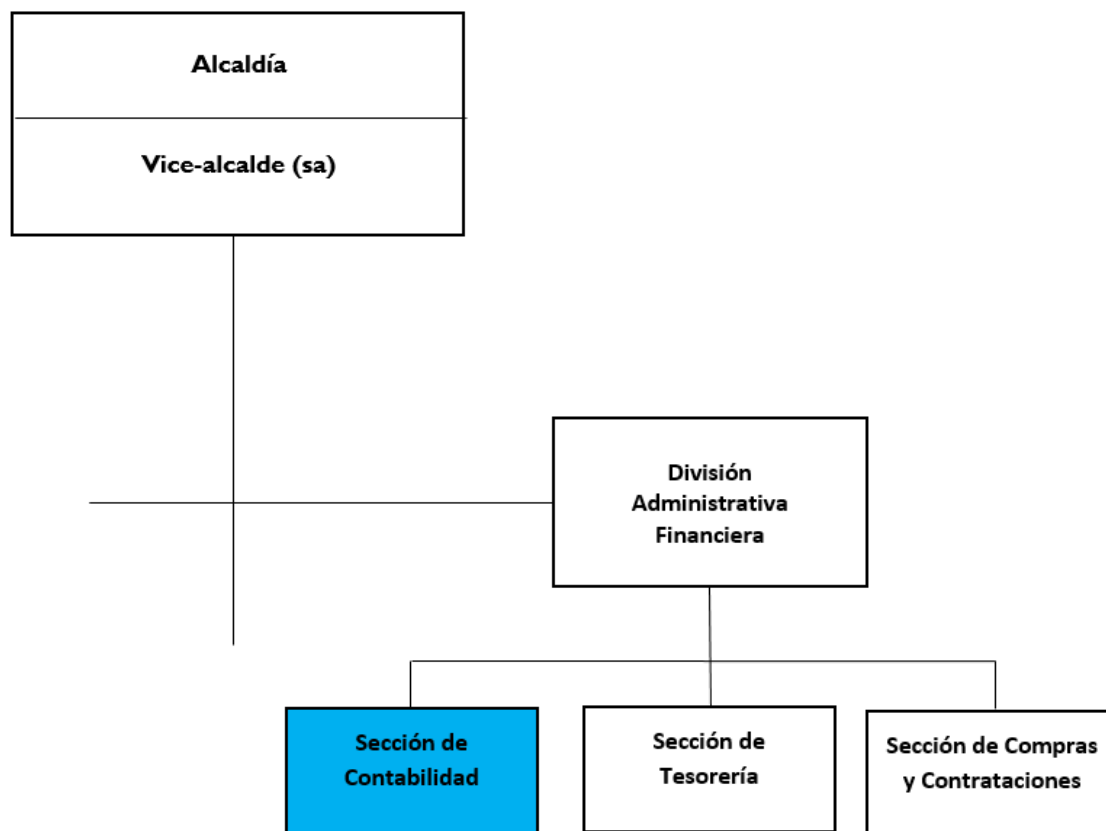 Alcaldía
Vice-alcalde (sa)
División
Administrativa
Financiera
Sección de
Contabilidad
Sección de
Tesorería
Sección de Compras
y Contrataciones